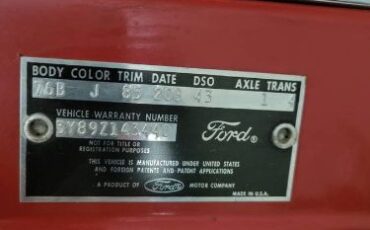 BODY COLOR TRIM DATE DSO AXLE TRANS
76B J 85 20G 43 1 4
VEHICLE WARRANTY NUMBER
Ford®
NOT FOR TITLE OR
REGISTRATION PURPOSES
THIS VEHICLE IS MANUFACTURED UNDER UNITED STATES
AND FOREIGN PATENTS AND PATENT APPLICATIONS
A PRODUCT OF Ford MOTOR COMPANY
MADE IN U.S.A.